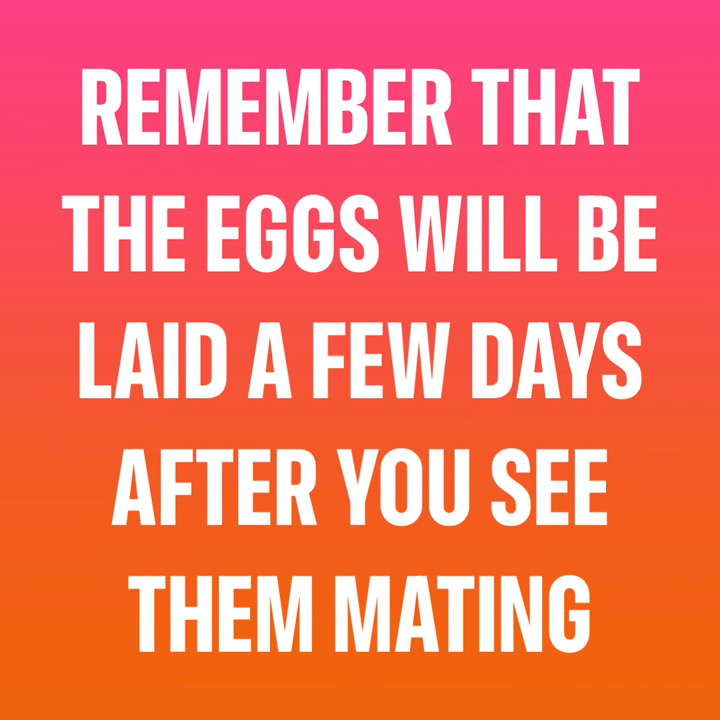 REMEMBER THAT
THE EGGS WILL BE
LAID A FEW DAYS
AFTER YOU SEE
THEM MATING